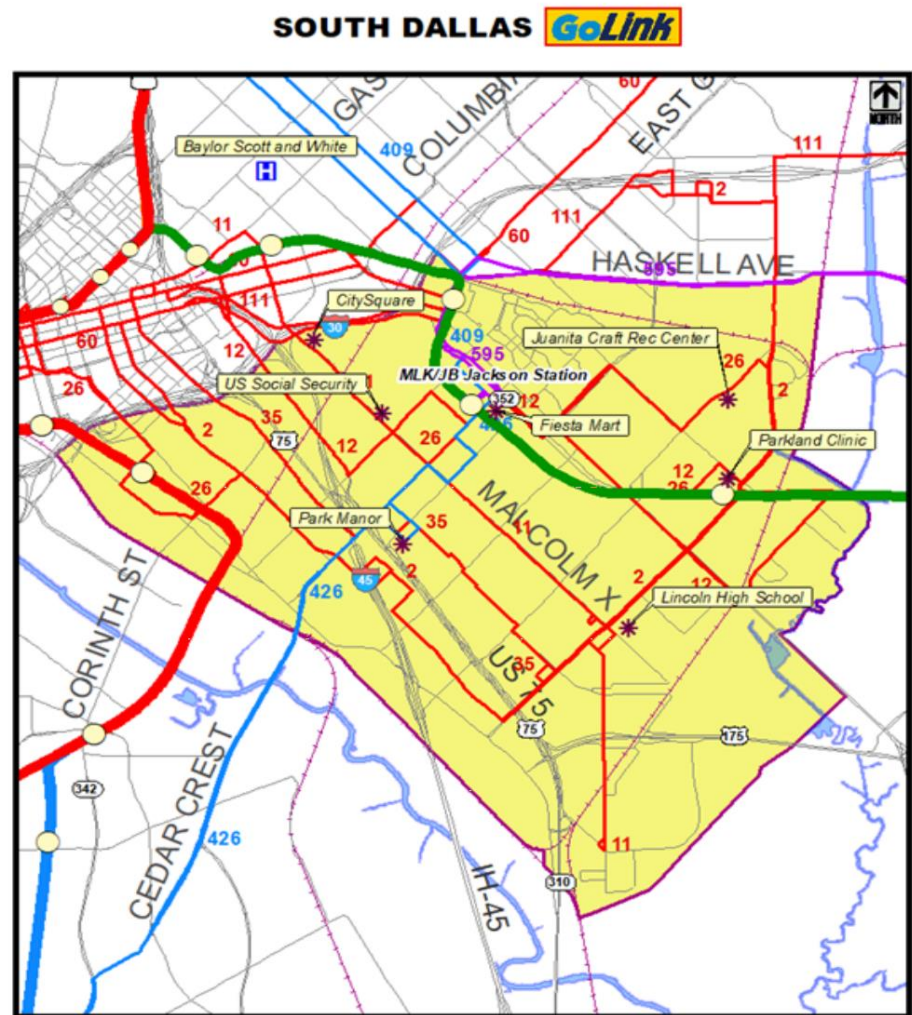 SOUTH DALLAS GoLink
NORTH
GAS
COLUMBIA
60
EAST G
409
Baylor Scott and White
H
111
2
11
111
60
HASKELL AVE
595
111
CitySquare
30
60
12
409
595
Juanita Craft Rec Center
26
2
MLK/JB Jackson Station
US Social Security
352
12
26
35
2
75
12
26
426
Fiesta Mart
Parkland Clinic
12
26
26
MALCOLM X
Park Manor
35
11
45
2
2
12
426
Lincoln High School
CORINTH ST
35
US 75
75
175
342
CEDAR CREST
426
11
IH-45
310